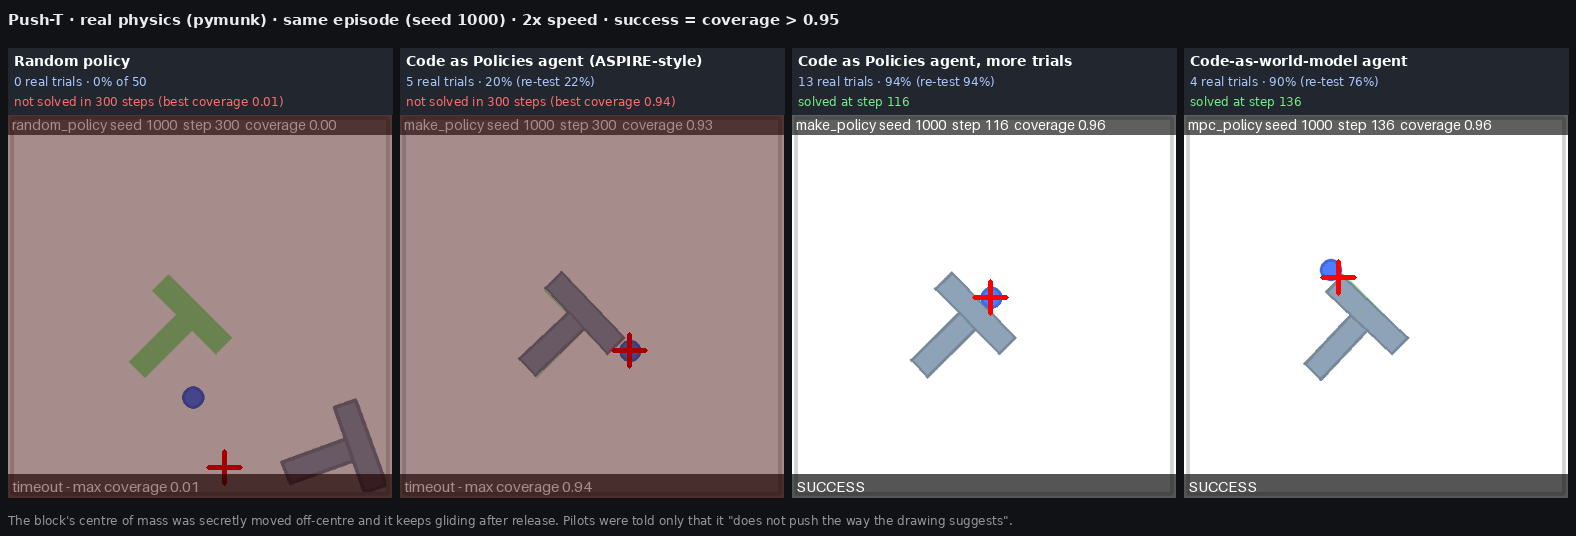 Push-T · real physics (pymunk) · same episode (seed 1000) · 2x speed · success = coverage > 0.95
Random policy
0 real trials · 0% of 50
not solved in 300 steps (best coverage 0.01)
random_policy seed 1000 step 300 coverage 0.00
timeout - max coverage 0.01
Code as Policies agent (ASPIRE-style)
5 real trials · 20% (re-test 22%)
not solved in 300 steps (best coverage 0.94)
make_policy seed 1000 step 300 coverage 0.93
timeout - max coverage 0.94
Code as Policies agent, more trials
13 real trials · 94% (re-test 94%)
solved at step 116
make_policy seed 1000 step 116 coverage 0.96
SUCCESS
Code-as-world-model agent
4 real trials · 90% (re-test 76%)
solved at step 136
mpc_policy seed 1000 step 136 coverage 0.96
SUCCESS
The block's centre of mass was secretly moved off-centre and it keeps gliding after release. Pilots were told only that it "does not push the way the drawing suggests".